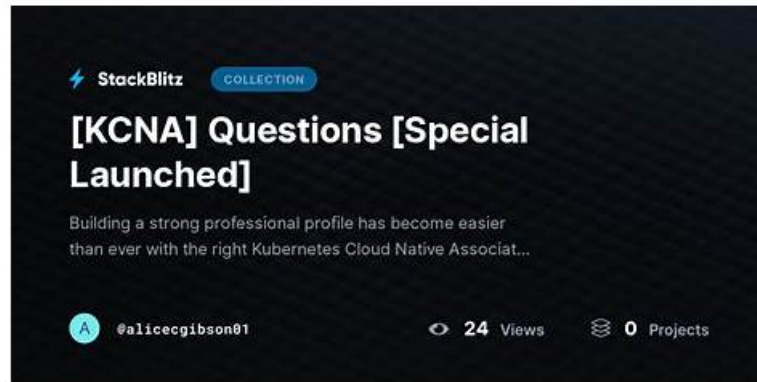 StackBlitz COLLECTION
[KCNA] Questions [Special
Launched]
Building a strong professional profile has become easier
than ever with the right Kubernetes Cloud Native Associat...
A @alicecgibson01 24 Views 0 Projects